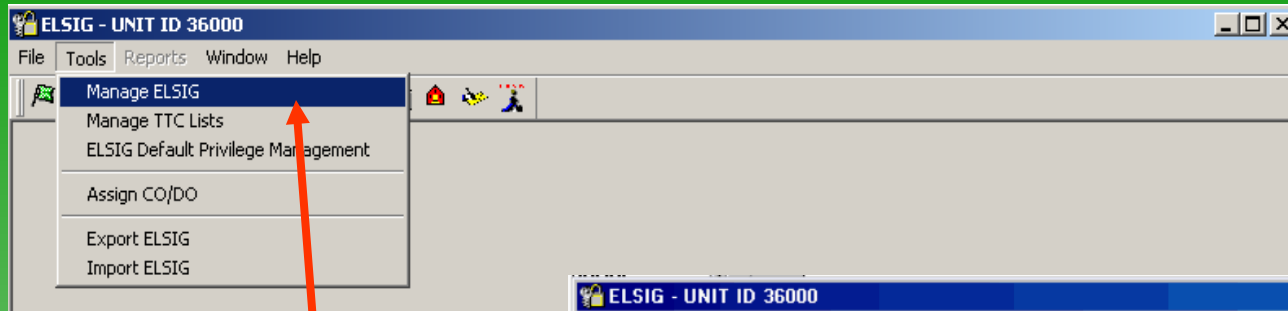 ELSIG - UNIT ID 36000
File Tools Reports Window Help
Manage ELSIG
Manage TTC Lists
ELSIG Default Privilege Management
Assign CO/DO
Export ELSIG
Import ELSIG
ELSIG - UNIT ID 36000